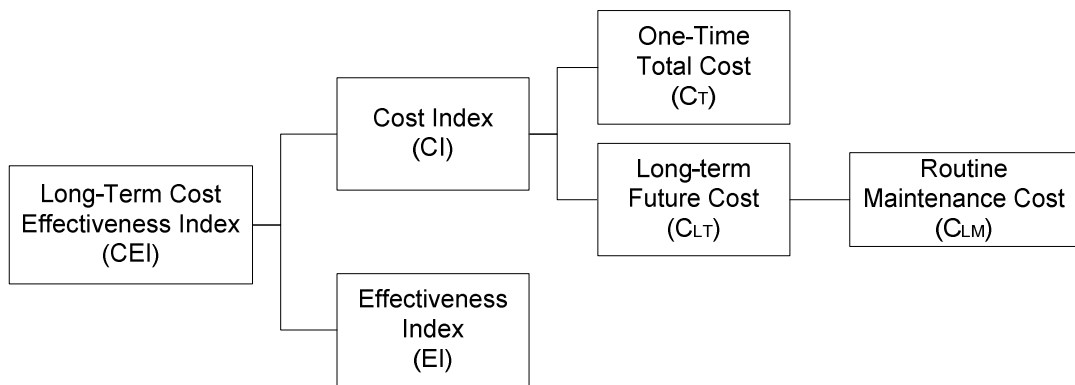 One-Time
Total Cost
(CT)
Cost Index
(CI)
Long-Term Cost
Effectiveness Index
(CEI)
Long-term
Future Cost
(CLT)
Routine
Maintenance Cost
(CLM)
Effectiveness
Index
(EI)